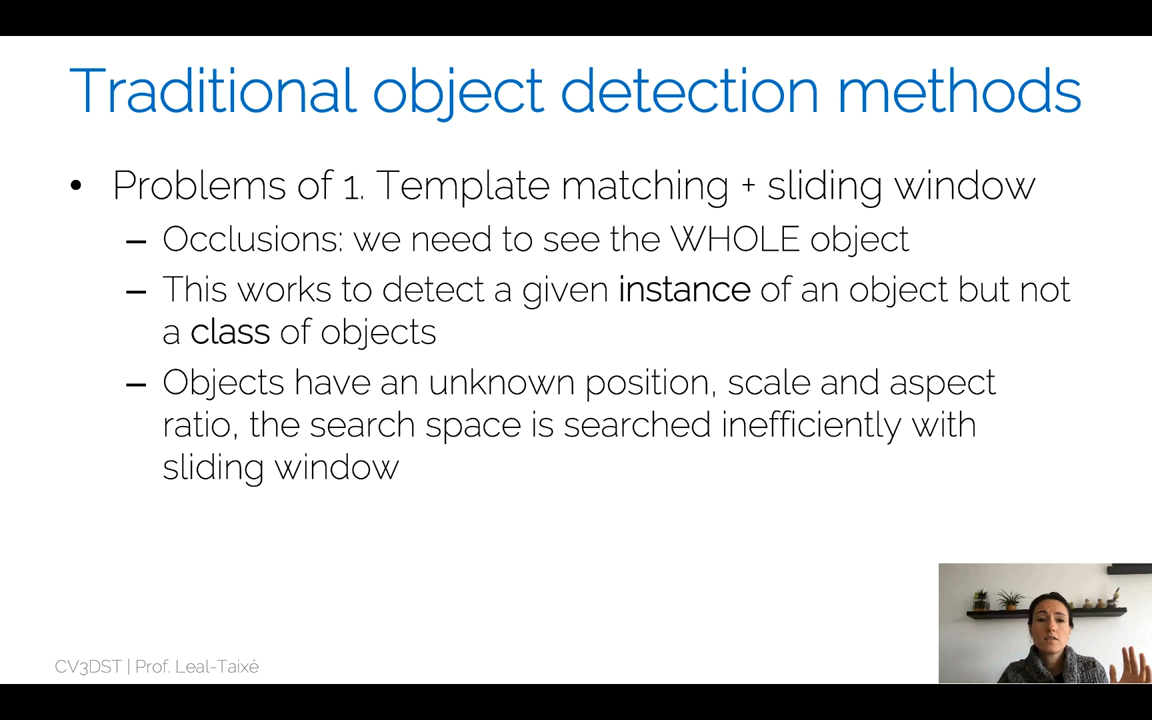 Traditional object detection methods
• Problems of 1. Template matching + sliding window
– Occlusions: we need to see the WHOLE object
– This works to detect a given instance of an object but not
a class of objects
– Objects have an unknown position, scale and aspect
ratio, the search space is searched inefficiently with
sliding window
CV3DST | Prof. Leal-Taixé